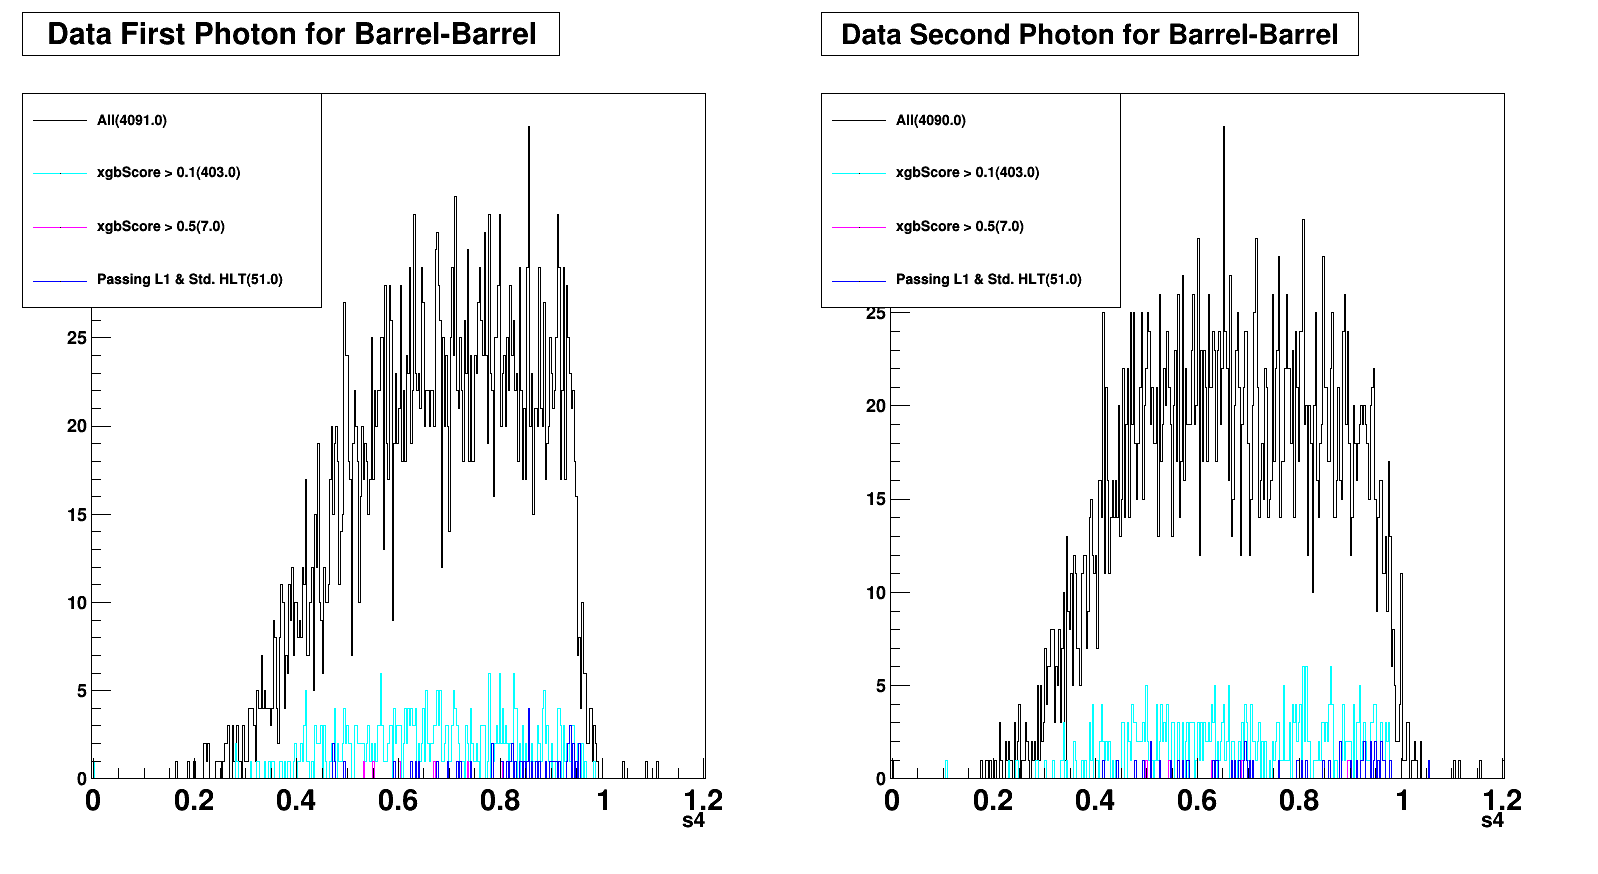 Data First Photon for Barrel-Barrel
All(4091.0)
xgbScore > 0.1(403.0)
xgbScore > 0.5(7.0)
Passing L1 & Std. HLT(51.0)
25
20
15
10
5
0
0 0.2 0.4 0.6 0.8 1 1.2
s4
Data Second Photon for Barrel-Barrel
All(4090.0)
xgbScore > 0.1(403.0)
xgbScore > 0.5(7.0)
Passing L1 & Std. HLT(51.0)
25
20
15
10
5
0
0 0.2 0.4 0.6 0.8 1 1.2
s4